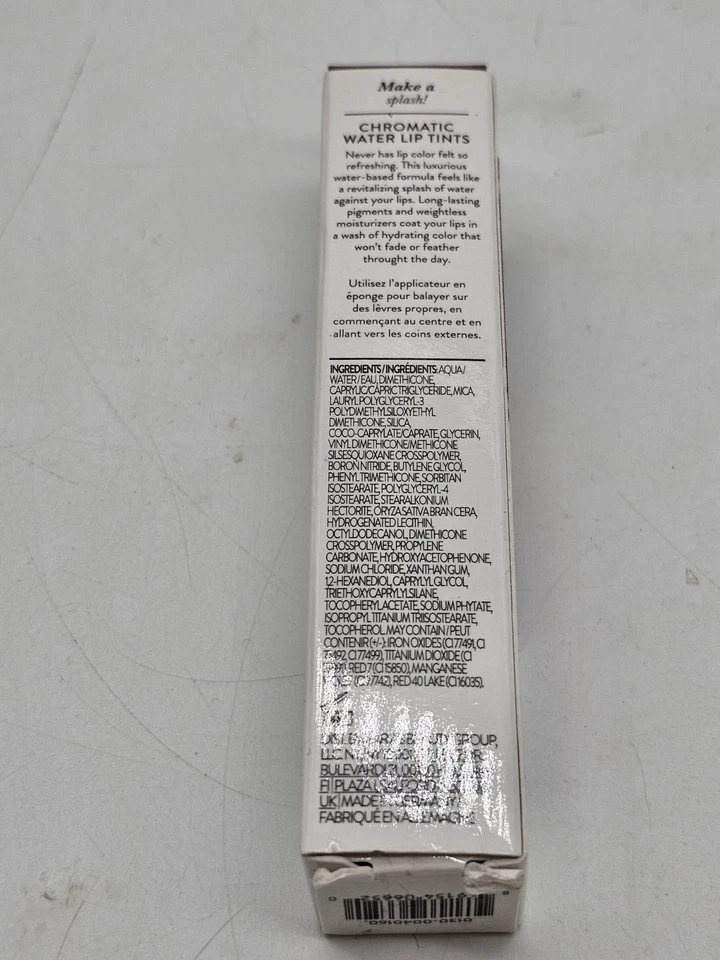 Make a
splash!
CHROMATIC
WATER LIP TINTS
Never has lip color felt so
refreshing. This luxurious
water-based formula feels like
a revitalizing splash of water
against your lips. Long-lasting
pigments and weightless
moisturizers coat your lips in
a wash of hydrating color that
won't fade or feather
throught the day.
Utilisez l'applicateur en
éponge pour balayer sur
des lèvres propres, en
commençant au centre et en
allant vers les coins externes.
INGREDIENTS/INGRÉDIENTS: AQUA/
WATER/EAU, DIMETHICONE,
CAPRYLIC/CAPRIC TRIGLYCERIDE, MICA,
LAURYL POLYGLYCERYL-3
POLYDIMETHYLSILOXYETHYL
DIMETHICONE, SILICA,
COCO-CAPRYLATE/CAPRATE, GLYCERIN,
VINYL DIMETHICONE/METHICONE
SILSESQUIOXANE CROSSPOLYMER,
BORON NITRIDE, BUTYLENE GLYCOL,
PHENYL TRIMETHICONE, SORBITAN
ISOSTEARATE, POLYGLYCERYL-4
ISOSTEARATE, STEARALKONIUM
HECTORITE, ORYZA SATIVA BRAN CERA,
HYDROGENATED LECITHIN,
OCTYLDODECANOL, DIMETHICONE
CROSSPOLYMER, PROPYLENE
CARBONATE, HYDROXYACETOPHENONE,
SODIUM CHLORIDE, XANTHAN GUM,
1,2-HEXANEDIOL, CAPRYLYL GLYCOL,
TRIETHOXYCAPRYLYLSILANE,
TOCOPHERYL ACETATE, SODIUM PHYTATE,
ISOPROPYL TITANIUM TRIISOSTEARATE,
TOCOPHEROL. MAY CONTAIN/PEUT
CONTENIR (+/-): IRON OXIDES (CI 77491, CI
77492, CI 77499), TITANIUM DIOXIDE (CI
RED 7 (CI 15850), MANGANESE
RED 40 LAKE (CI 16035).
GROUP,
LLC
PLAZA
UK | MADE
FABRIQUÉ EN
0130-0040160